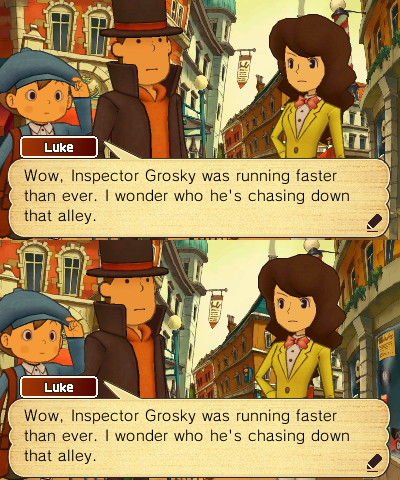 Luke
Wow, Inspector Grosky was running faster
than ever. I wonder who he's chasing down
that alley.
Luke
Wow, Inspector Grosky was running faster
than ever. I wonder who he's chasing down
that alley.